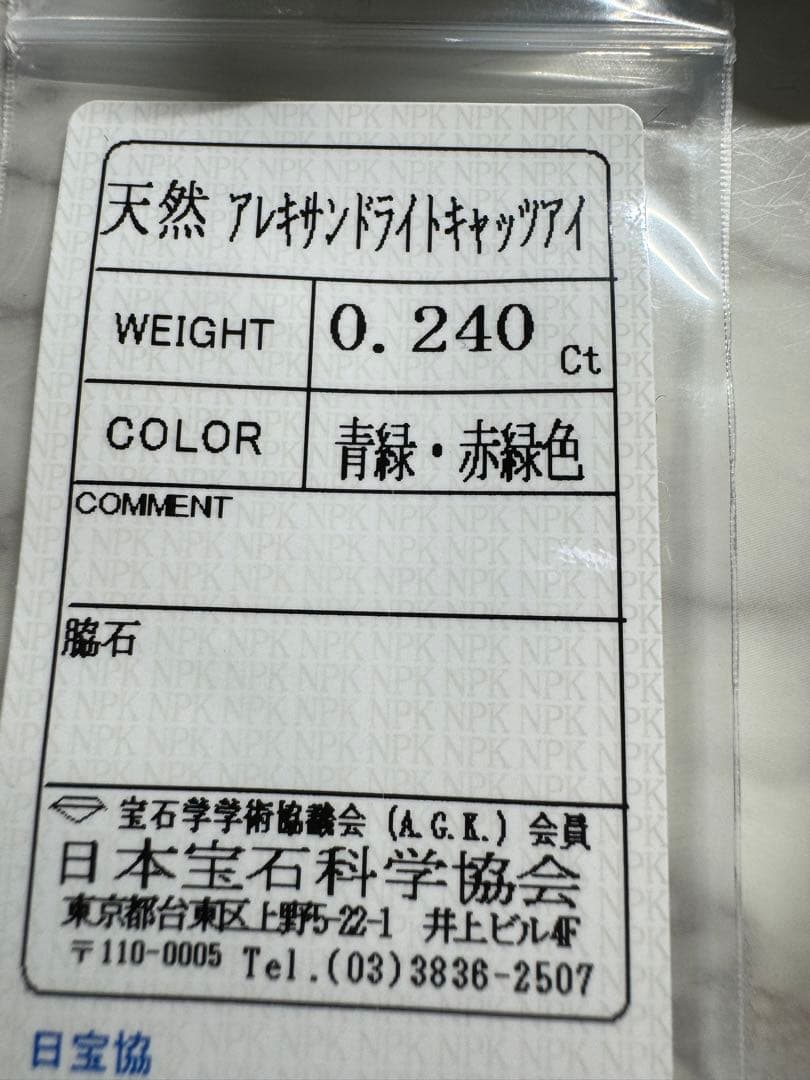 天然 アレキサンドライトキャッツアイ
WEIGHT 0.240 Ct
COLOR 青緑・赤緑色
COMMENT
脇石
宝石学学術協議会 (A.G.K.) 会員
日本宝石科学協会
東京都台東区上野5-22-1 井上ビル4F
〒110-0005 Tel.(03)3836-2507
日宝協